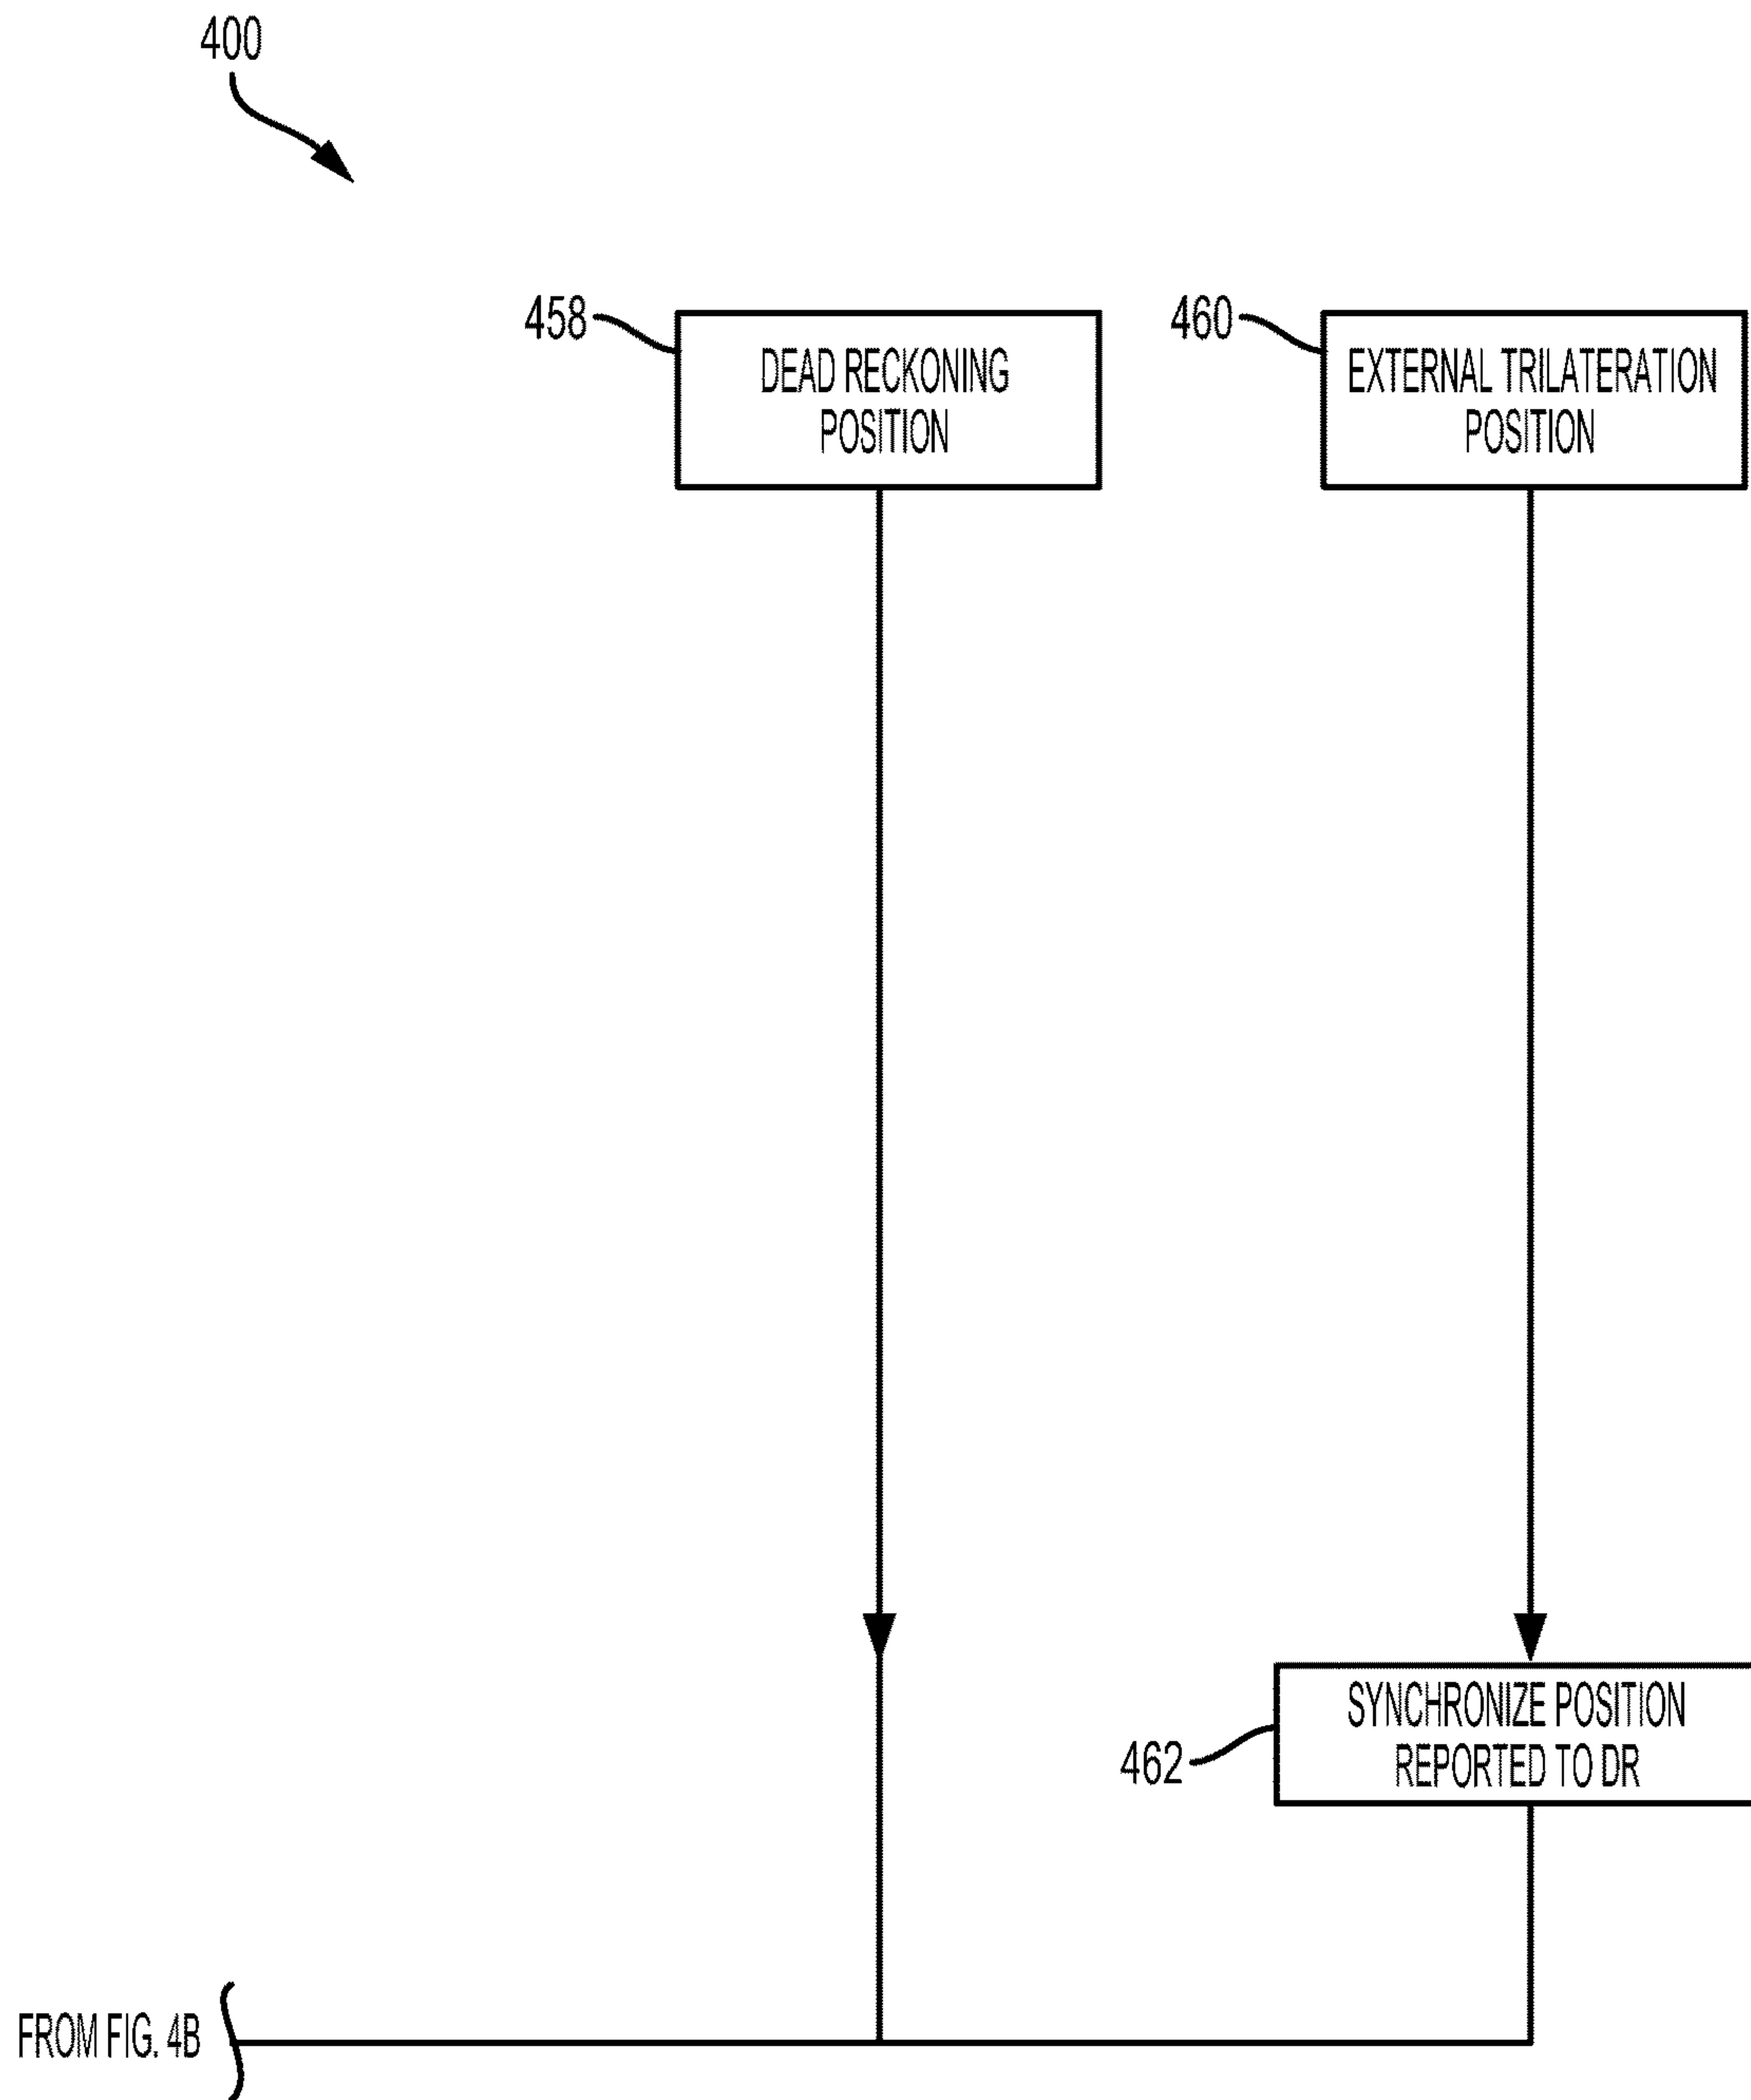 400
458
DEAD RECKONING
POSITION
460
EXTERNAL TRILATERATION
POSITION
462
SYNCHRONIZE POSITION
REPORTED TO DR
FROM FIG. 4B